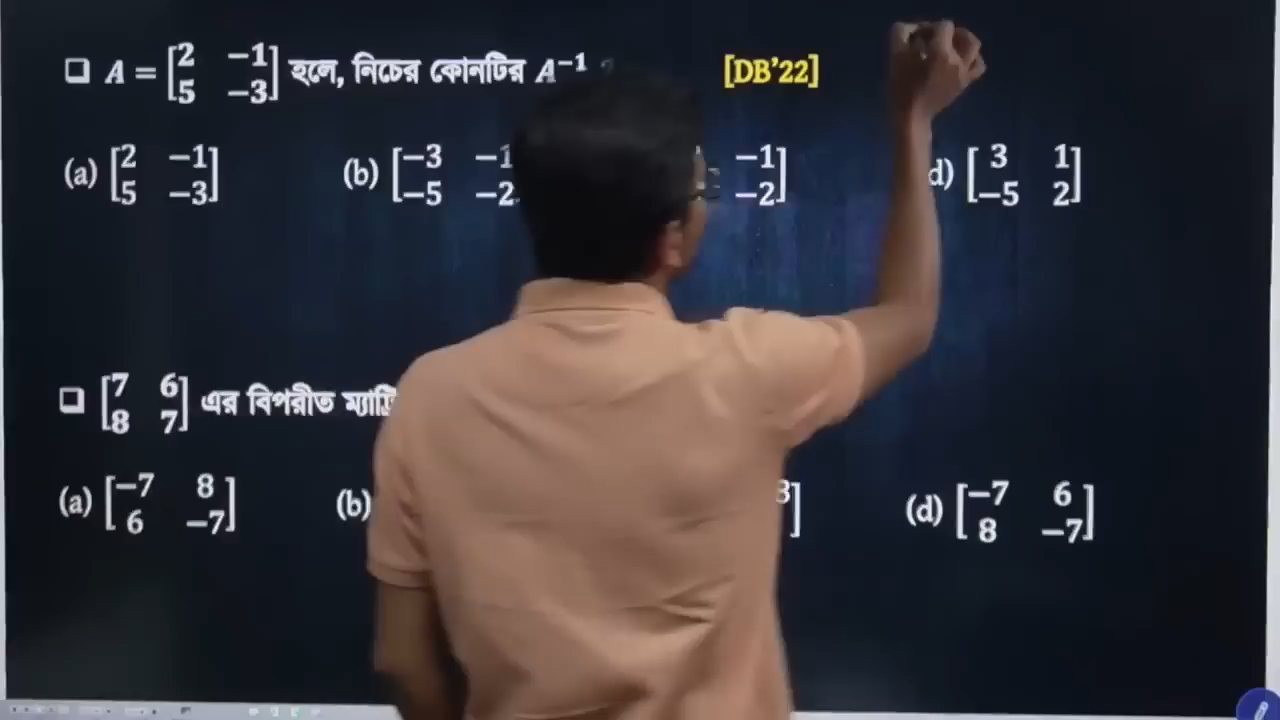 ❑ A = [2 -1; 5 -3] হলে, নিচের কোনটির A⁻¹ [DB'22]
(a) [2 -1; 5 -3] (b) [-3 -1; -5 -2 -1; -2] d) [3 1; -5 2]
❑ [7 6; 8 7] এর বিপরীত
(a) [-7 8; 6 -7] (b) (d) [-7 6; 8 -7]